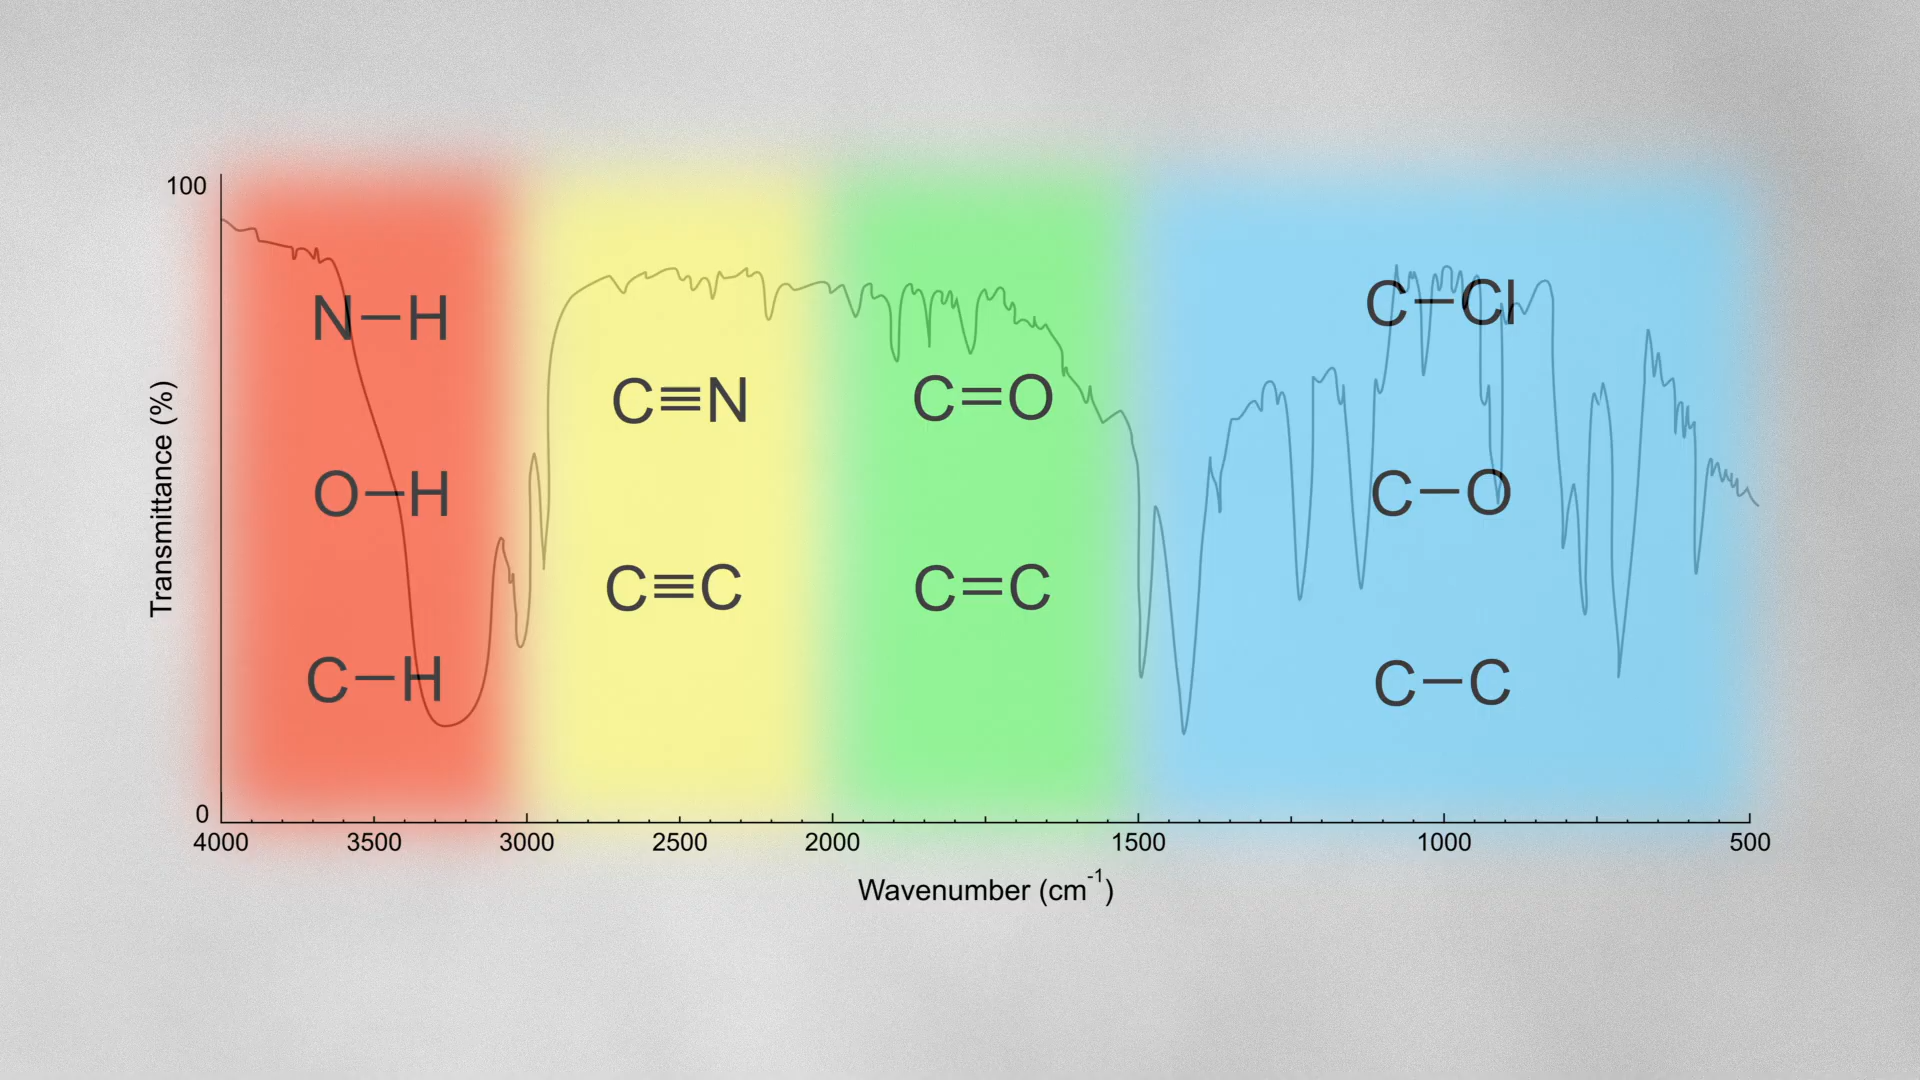 100
N–H
C–Cl
C≡N
C=O
O–H
C–O
Transmittance (%)
C≡C
C=C
C–H
C–C
0
4000 3500 3000 2500 2000 1500 1000 500
Wavenumber (cm⁻¹)